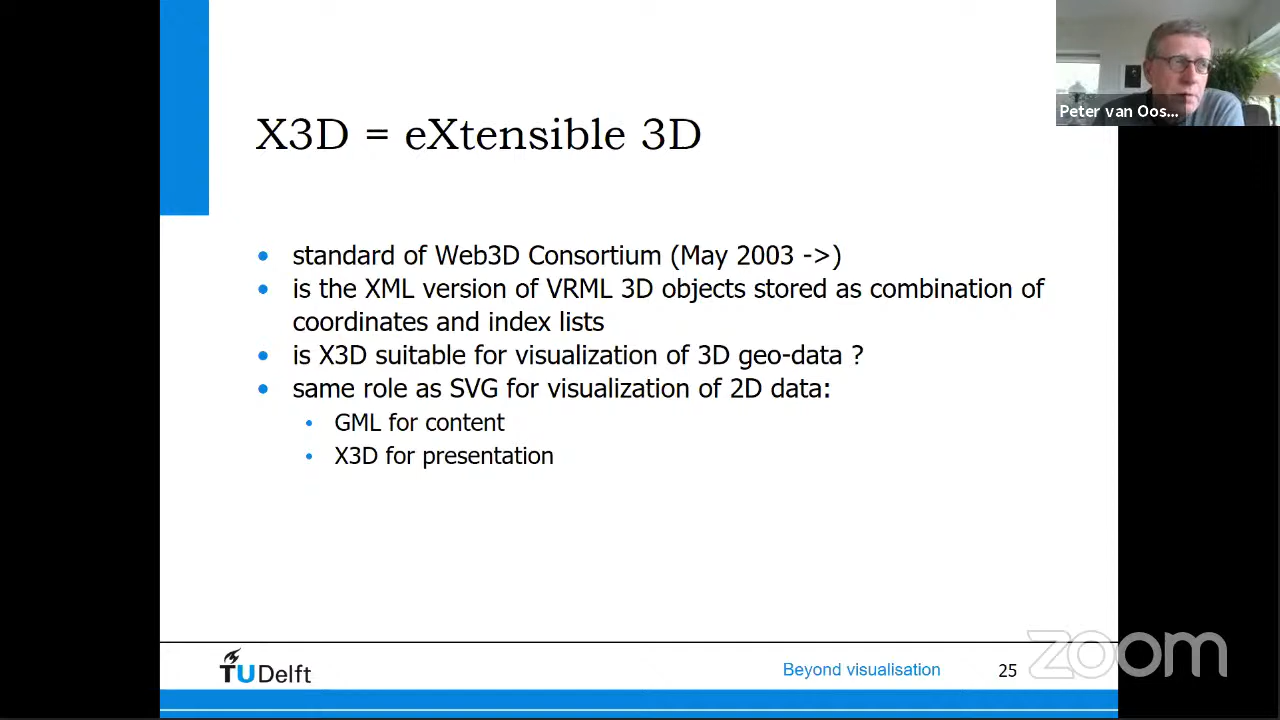 Peter van Oos...
X3D = eXtensible 3D
• standard of Web3D Consortium (May 2003 ->)
• is the XML version of VRML 3D objects stored as combination of
coordinates and index lists
• is X3D suitable for visualization of 3D geo-data ?
• same role as SVG for visualization of 2D data:
• GML for content
• X3D for presentation
TUDelft
Beyond visualisation
25
zoom